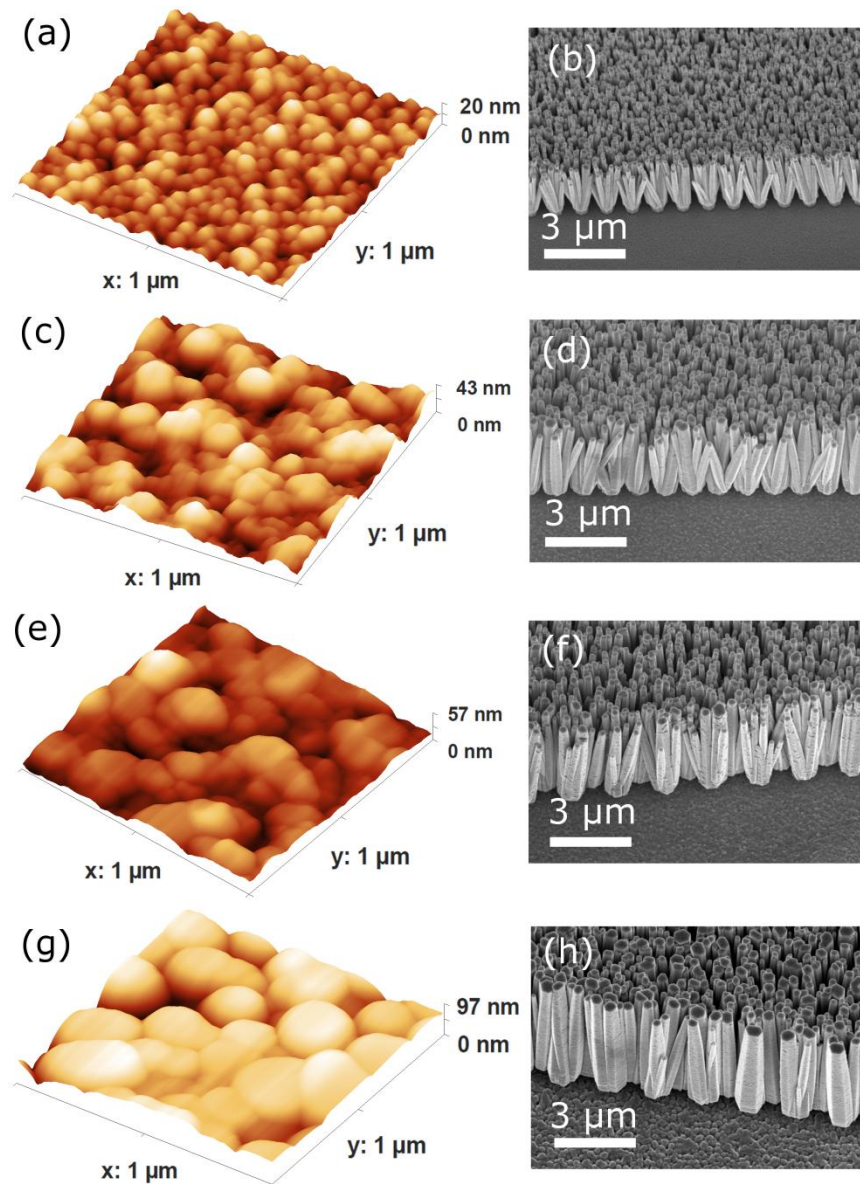 (a)
20 nm
0 nm
x: 1 µm
y: 1 µm
(b)
3 µm
(c)
43 nm
0 nm
x: 1 µm
y: 1 µm
(d)
3 µm
(e)
57 nm
0 nm
x: 1 µm
y: 1 µm
(f)
3 µm
(g)
97 nm
0 nm
x: 1 µm
y: 1 µm
(h)
3 µm